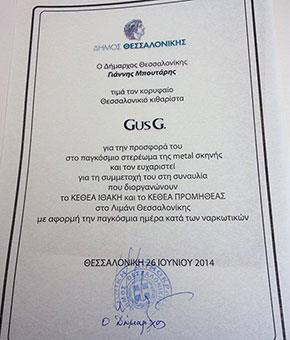 ΔΗΜΟΣ ΘΕΣΣΑΛΟΝΙΚΗΣ
Ο Δήμαρχος Θεσσαλονίκης
Γιάννης Μπουτάρης
τιμά τον κορυφαίο
Θεσσαλονικιό κιθαρίστα
GUS G.
για την προσφορά του
στο παγκόσμιο στερέωμα της metal σκηνής
και τον ευχαριστεί
για τη συμμετοχή του στη συναυλία
που διοργανώνουν
το ΚΕΘΕΑ ΙΘΑΚΗ και το ΚΕΘΕΑ ΠΡΟΜΗΘΕΑΣ
στο Λιμάνι Θεσσαλονίκης
με αφορμή την παγκόσμια ημέρα κατά των ναρκωτικών
ΘΕΣΣΑΛΟΝΙΚΗ 26 ΙΟΥΝΙΟΥ 2014
Ο Δήμαρχος